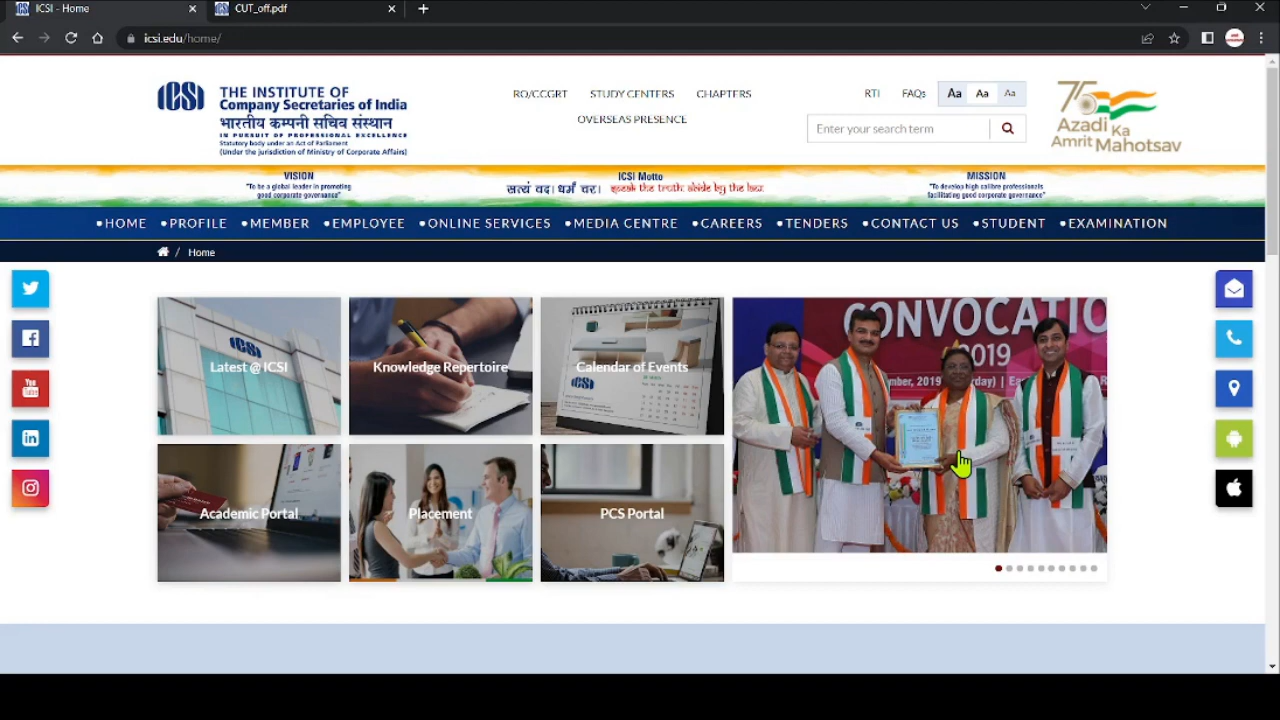 ICSI - Home
CUT_off.pdf
icsi.edu/home/
ICSI
THE INSTITUTE OF
Company Secretaries of India
भारतीय कम्पनी सचिव संस्थान
IN PURSUIT OF PROFESSIONAL EXCELLENCE
Statutory body under an Act of Parliament
(Under the jurisdiction of Ministry of Corporate Affairs)
RO/CCGRT STUDY CENTERS CHAPTERS
OVERSEAS PRESENCE
RTI FAQs Aa Aa Aa
Enter your search term
75
Azadi Ka
Amrit Mahotsav
VISION
"To be a global leader in promoting
good corporate governance"
ICSI Motto
सत्यं वद। धर्मं चर। speak the truth. abide by the law.
MISSION
"To develop high calibre professionals
facilitating good corporate governance"
HOME PROFILE MEMBER EMPLOYEE ONLINE SERVICES MEDIA CENTRE CAREERS TENDERS CONTACT US STUDENT EXAMINATION
/ Home
ICSI
Latest @ ICSI
Knowledge Repertoire
Calendar of Events
ICSI
CONVOCATIO
2019
Academic Portal
Placement
PCS Portal
You
Tube